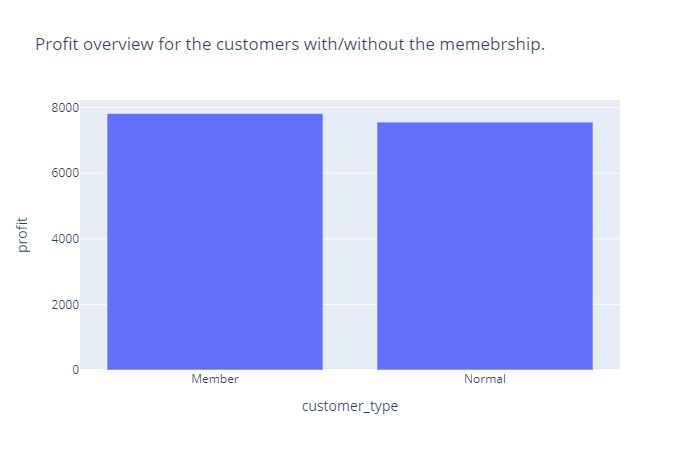 Profit overview for the customers with/without the memebrship.
8000
6000
4000
2000
0
profit
Member
Normal
customer_type